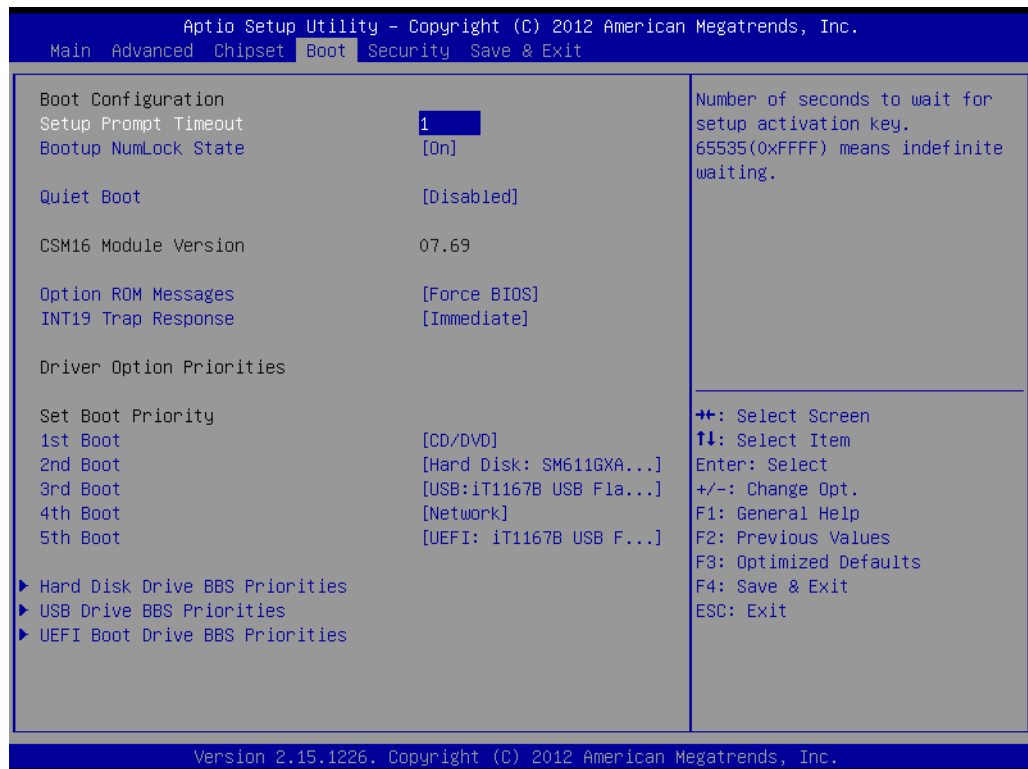 Aptio Setup Utility – Copyright (C) 2012 American Megatrends, Inc.
Main Advanced Chipset Boot Security Save & Exit
Boot Configuration
Setup Prompt Timeout 1
Bootup NumLock State [On]
Quiet Boot [Disabled]
CSM16 Module Version 07.69
Option ROM Messages [Force BIOS]
INT19 Trap Response [Immediate]
Driver Option Priorities
Set Boot Priority
1st Boot [CD/DVD]
2nd Boot [Hard Disk: SM611GXA...]
3rd Boot [USB:iT1167B USB Fla...]
4th Boot [Network]
5th Boot [UEFI: iT1167B USB F...]
Hard Disk Drive BBS Priorities
USB Drive BBS Priorities
UEFI Boot Drive BBS Priorities
Number of seconds to wait for
setup activation key.
65535(0xFFFF) means indefinite
waiting.
→←: Select Screen
↑↓: Select Item
Enter: Select
+/-: Change Opt.
F1: General Help
F2: Previous Values
F3: Optimized Defaults
F4: Save & Exit
ESC: Exit
Version 2.15.1226. Copyright (C) 2012 American Megatrends, Inc.